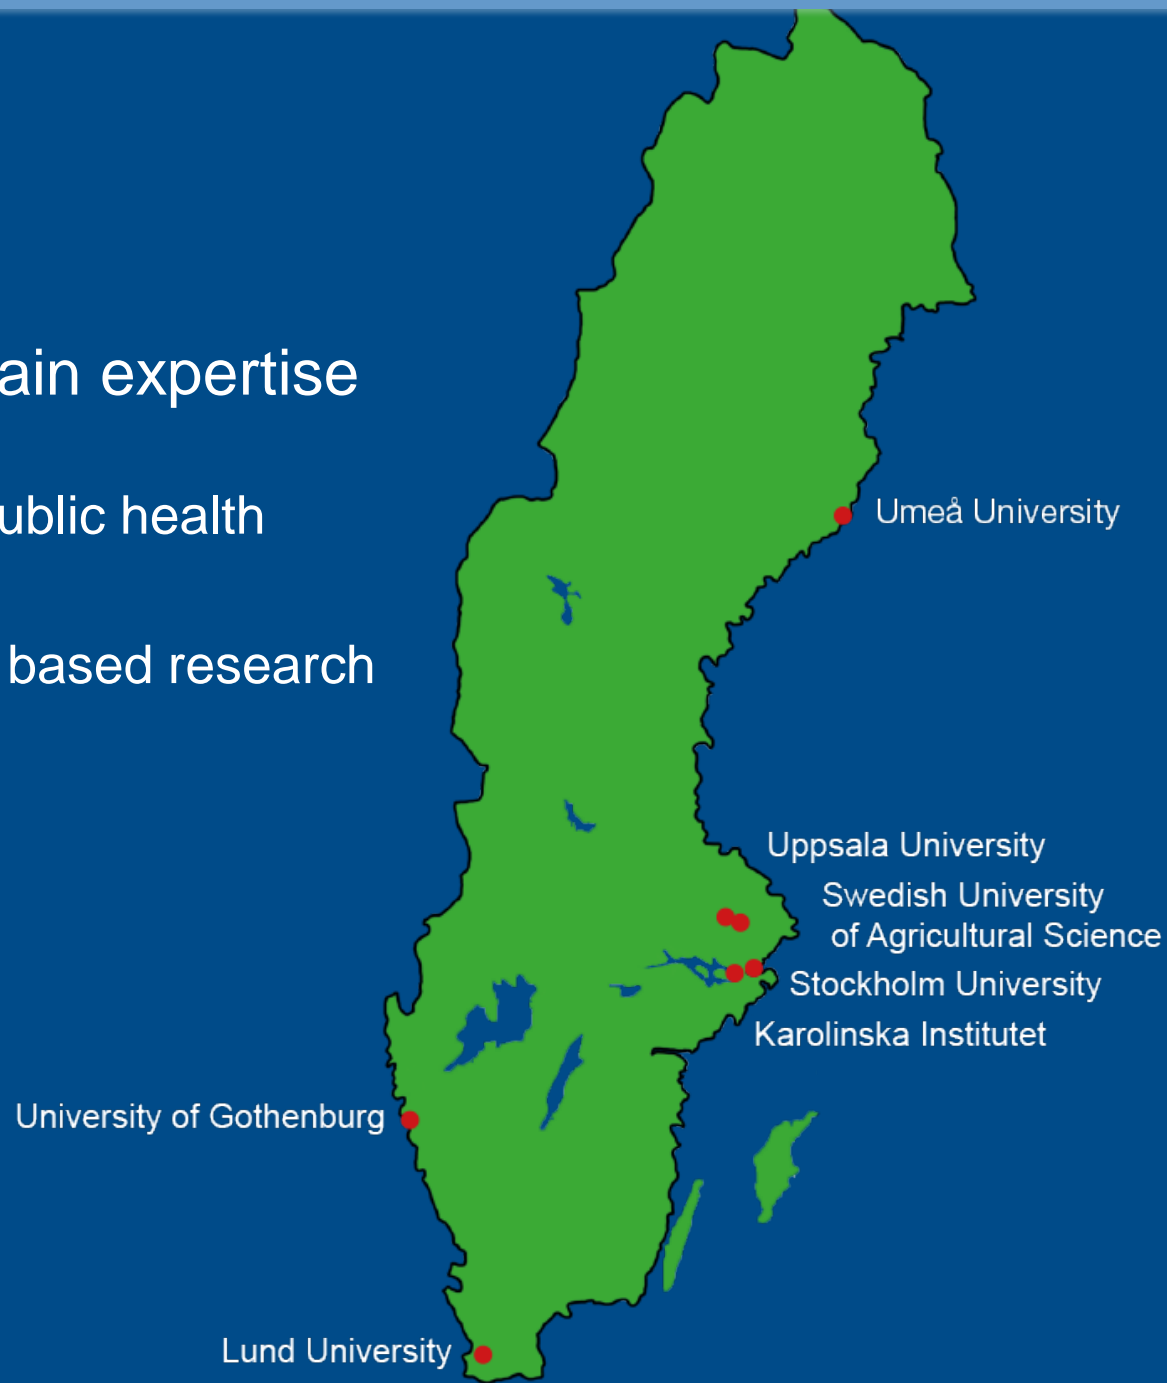 ain expertise
ublic health
based research
Umeå University
Uppsala University
Swedish University
of Agricultural Science
Stockholm University
Karolinska Institutet
University of Gothenburg
Lund University